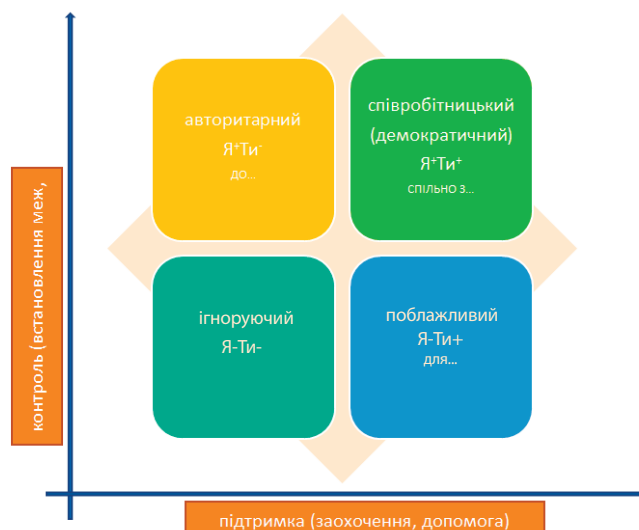 контроль (встановлення меж,
авторитарний
Я⁺Ти⁻
до...
співробітницький
(демократичний)
Я⁺Ти⁺
спільно з...
ігноруючий
Я-Ти-
поблажливий
Я-Ти+
для...
підтримка (заохочення, допомога)